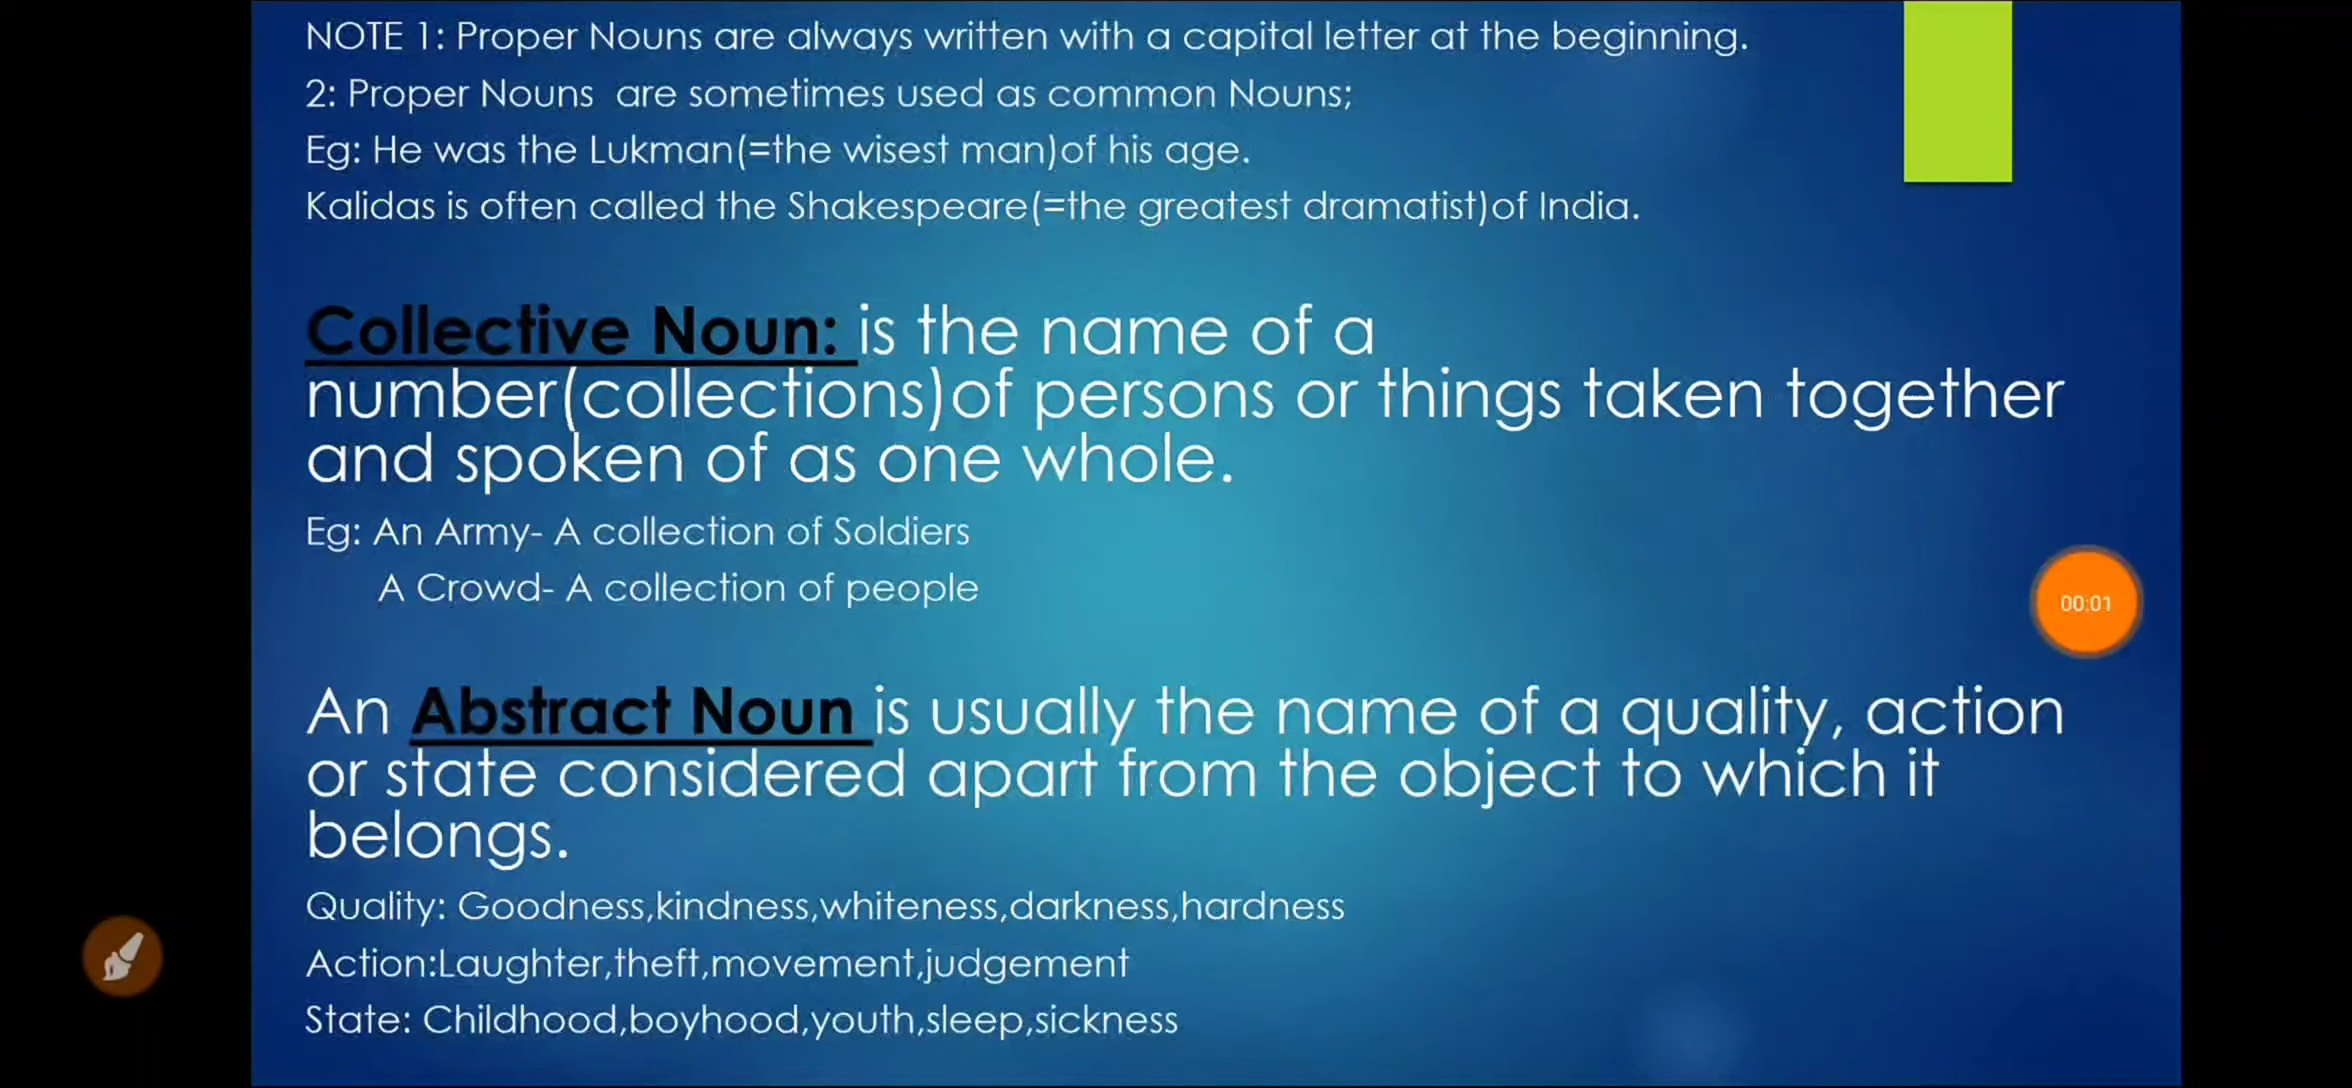 NOTE 1: Proper Nouns are always written with a capital letter at the beginning.
2: Proper Nouns  are sometimes used as common Nouns;
Eg: He was the Lukman(=the wisest man)of his age.
Kalidas is often called the Shakespeare(=the greatest dramatist)of India.
Collective Noun: is the name of a
number(collections)of persons or things taken together
and spoken of as one whole.
Eg: An Army- A collection of Soldiers
A Crowd- A collection of people
00:01
An Abstract Noun is usually the name of a quality, action
or state considered apart from the object to which it
belongs.
Quality: Goodness,kindness,whiteness,darkness,hardness
Action:Laughter,theft,movement,judgement
State: Childhood,boyhood,youth,sleep,sickness